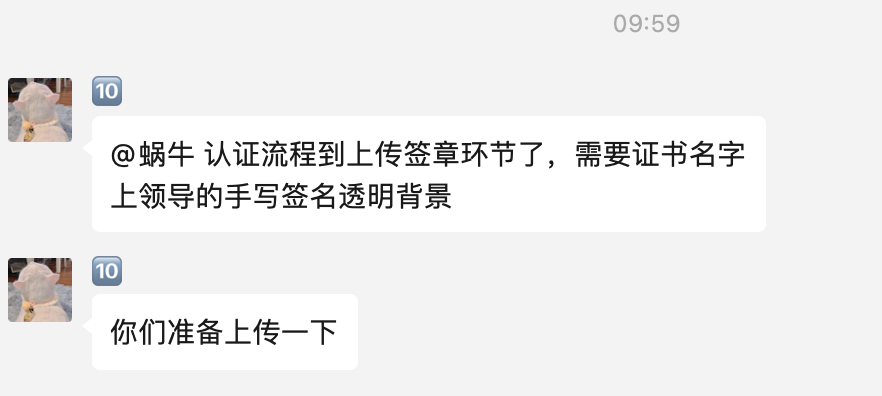 09:59
🔟
@蜗牛 认证流程到上传签章环节了，需要证书名字
上领导的手写签名透明背景
🔟
你们准备上传一下